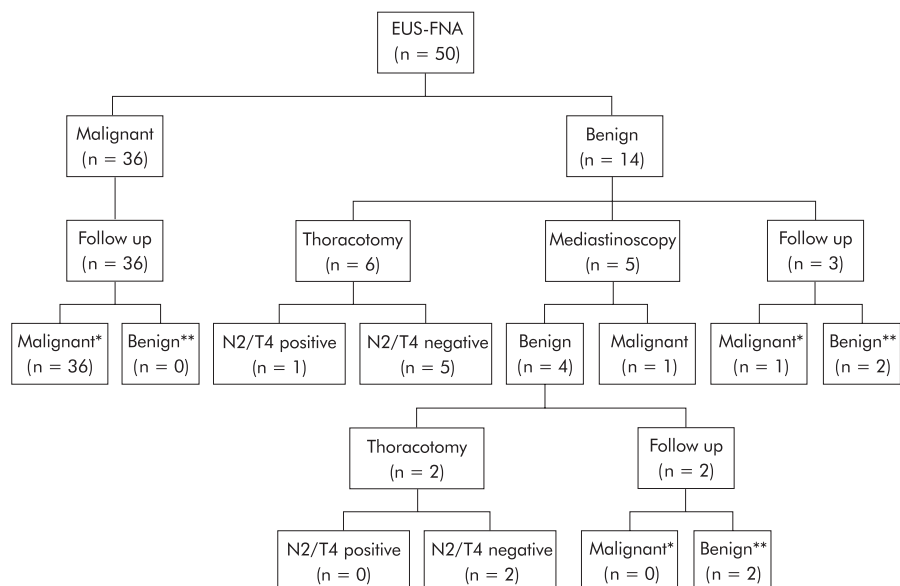 EUS-FNA
(n = 50)
Malignant
(n = 36)
Benign
(n = 14)
Follow up
(n = 36)
Thoracotomy
(n = 6)
Mediastinoscopy
(n = 5)
Follow up
(n = 3)
Malignant*
(n = 36)
Benign**
(n = 0)
N2/T4 positive
(n = 1)
N2/T4 negative
(n = 5)
Benign
(n = 4)
Malignant
(n = 1)
Malignant*
(n = 1)
Benign**
(n = 2)
Thoracotomy
(n = 2)
Follow up
(n = 2)
N2/T4 positive
(n = 0)
N2/T4 negative
(n = 2)
Malignant*
(n = 0)
Benign**
(n = 2)